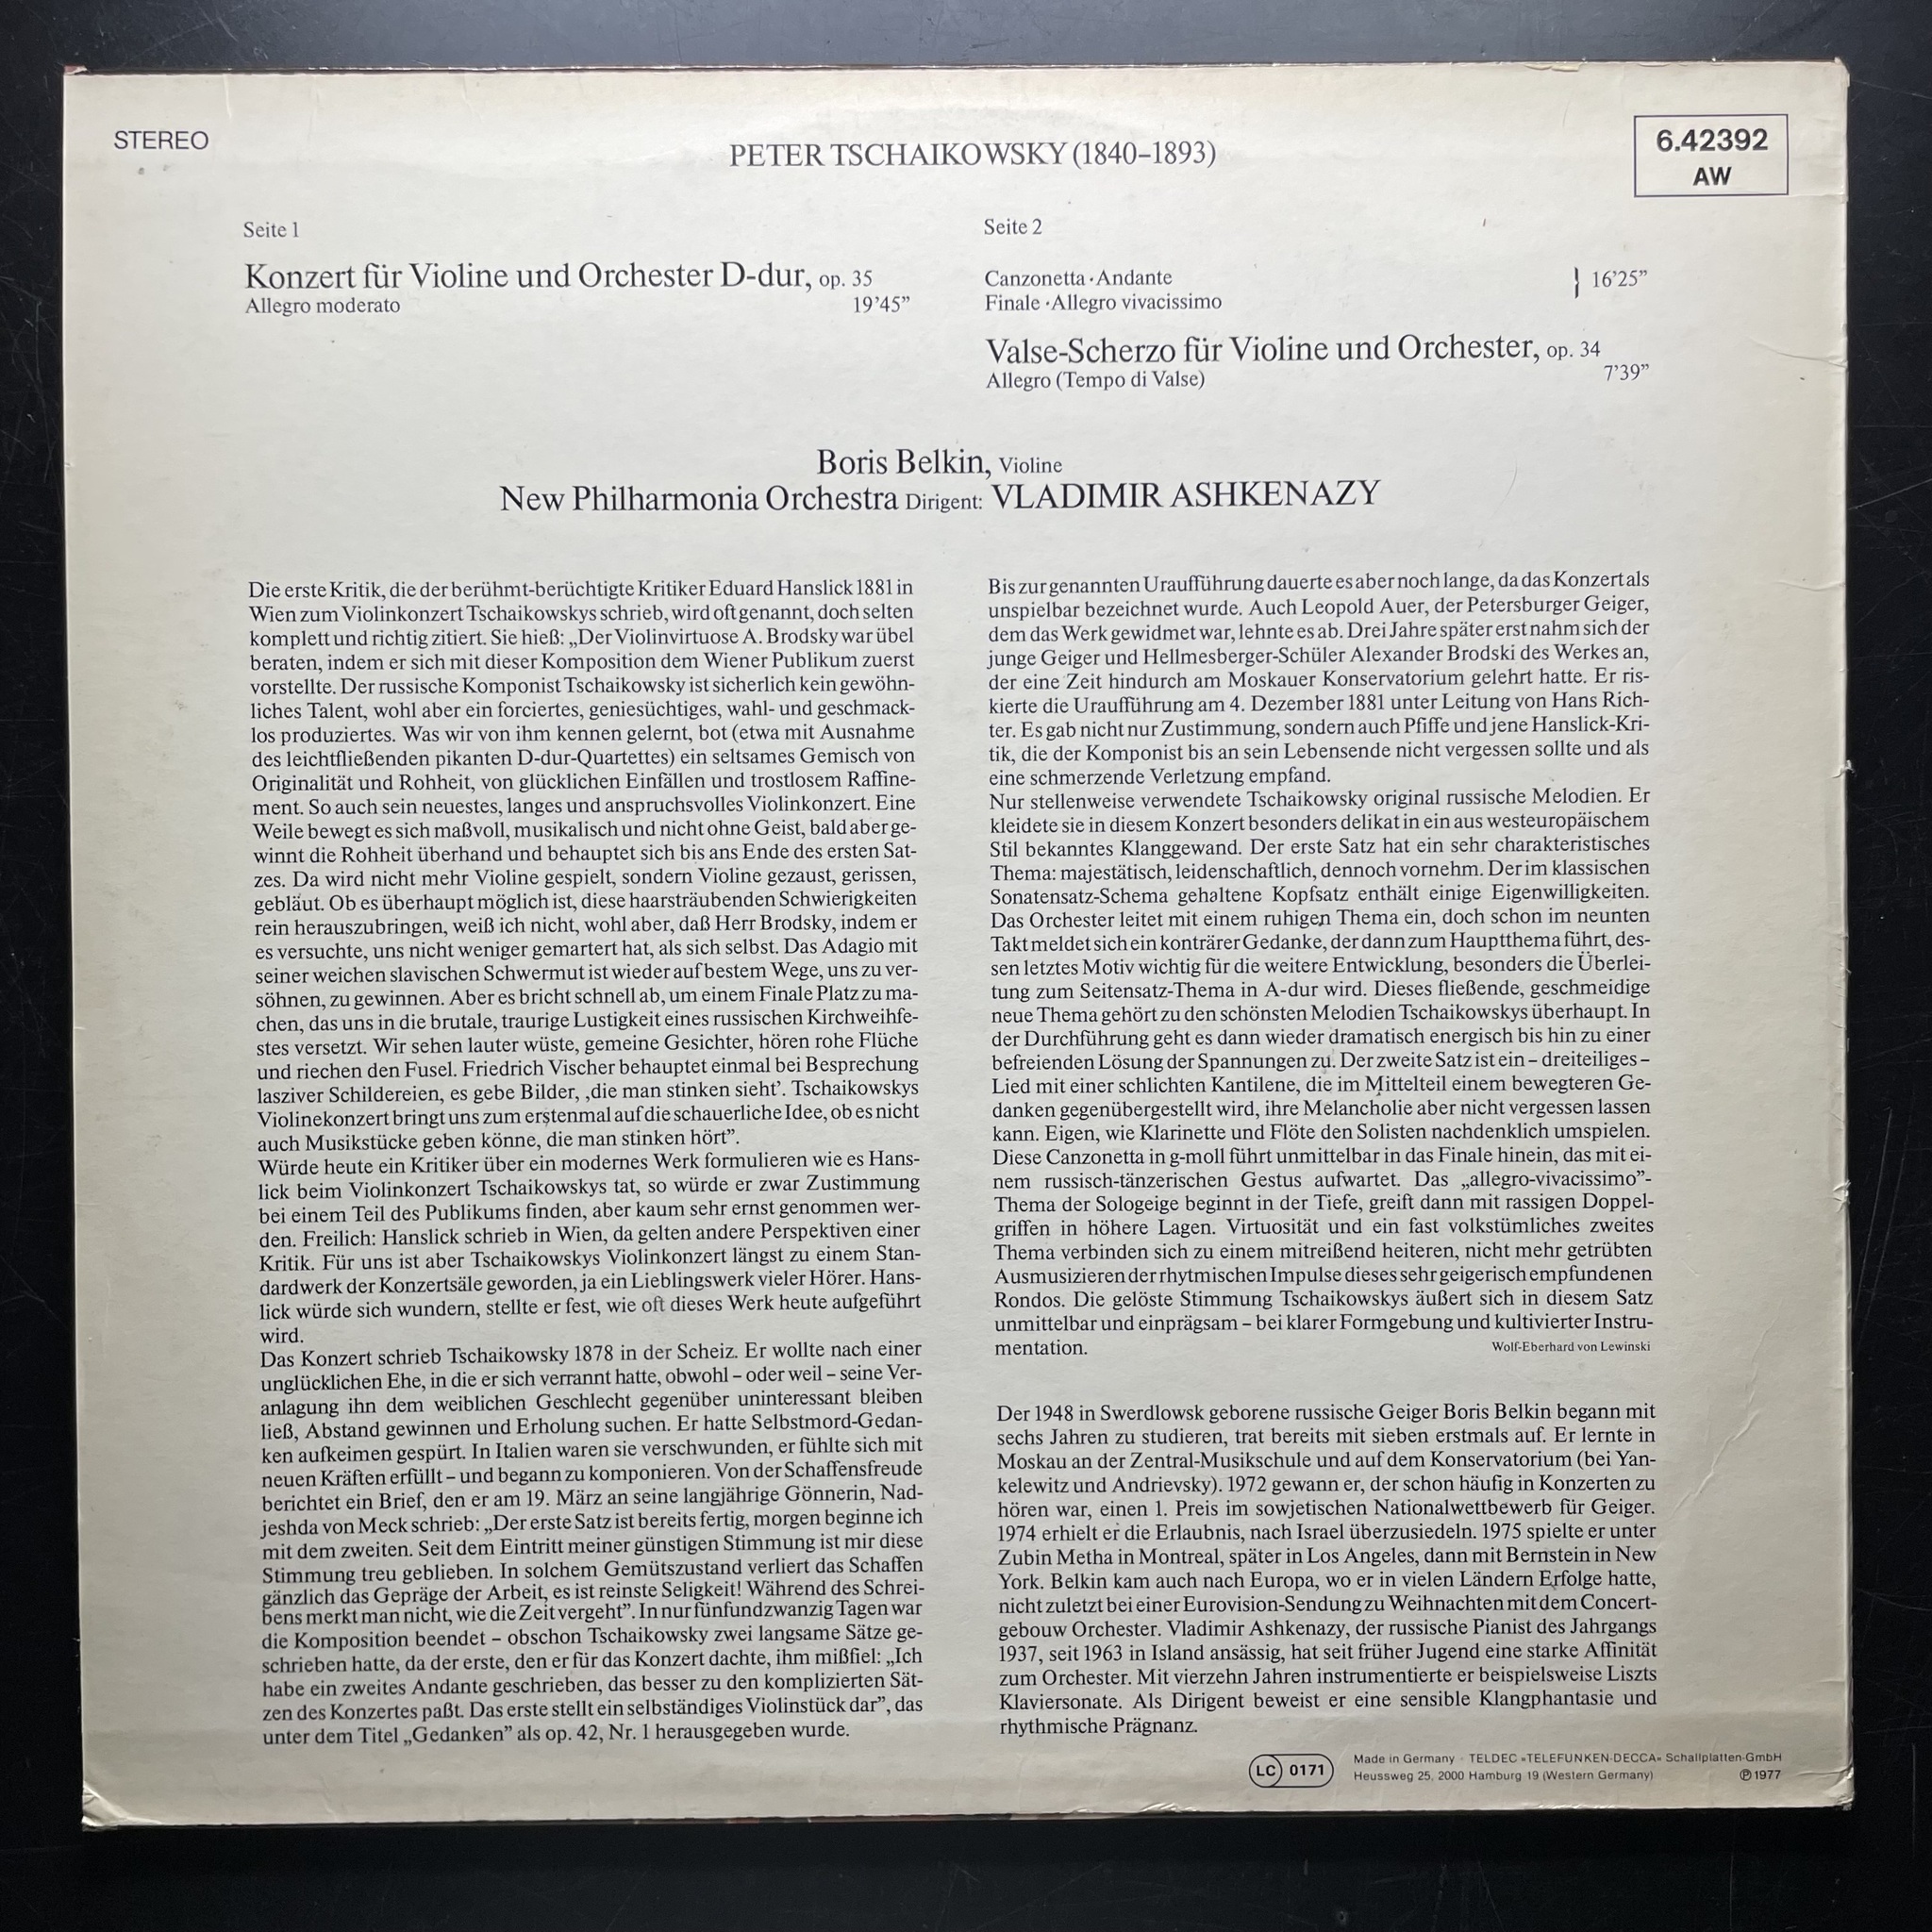 STEREO
PETER TSCHAIKOWSKY (1840–1893)
6.42392
AW
Seite 1
Konzert für Violine und Orchester D-dur, op. 35
Allegro moderato 19’45”
Seite 2
Canzonetta · Andante
Finale · Allegro vivacissimo
} 16’25”
Valse-Scherzo für Violine und Orchester, op. 34
7’39”
Allegro (Tempo di Valse)
Boris Belkin, Violine
New Philharmonia Orchestra Dirigent: VLADIMIR ASHKENAZY
Die erste Kritik, die der berühmt-berüchtigte Kritiker Eduard Hanslick 1881 in
Wien zum Violinkonzert Tschaikowskys schrieb, wird oft genannt, doch selten
komplett und richtig zitiert. Sie hieß: „Der Violinvirtuose A. Brodsky war übel
beraten, indem er sich mit dieser Komposition dem Wiener Publikum zuerst
vorstellte. Der russische Komponist Tschaikowsky ist sicherlich kein gewöhn-
liches Talent, wohl aber ein forciertes, geniesüchtiges, wahl- und geschmack-
los produziertes. Was wir von ihm kennen gelernt, bot (etwa mit Ausnahme
des leichtfließenden pikanten D-dur-Quartettes) ein seltsames Gemisch von
Originalität und Rohheit, von glücklichen Einfällen und trostlosem Raffine-
ment. So auch sein neuestes, langes und anspruchsvolles Violinkonzert. Eine
Weile bewegt es sich maßvoll, musikalisch und nicht ohne Geist, bald aber ge-
winnt die Rohheit überhand und behauptet sich bis ans Ende des ersten Sat-
zes. Da wird nicht mehr Violine gespielt, sondern Violine gezaust, gerissen,
gebläut. Ob es überhaupt möglich ist, diese haarsträubenden Schwierigkeiten
rein herauszubringen, weiß ich nicht, wohl aber, daß Herr Brodsky, indem er
es versuchte, uns nicht weniger gemartert hat, als sich selbst. Das Adagio mit
seiner weichen slavischen Schwermut ist wieder auf bestem Wege, uns zu ver-
söhnen, zu gewinnen. Aber es bricht schnell ab, um einem Finale Platz zu ma-
chen, das uns in die brutale, traurige Lustigkeit eines russischen Kirchweihfe-
stes versetzt. Wir sehen lauter wüste, gemeine Gesichter, hören rohe Flüche
und riechen den Fusel. Friedrich Vischer behauptet einmal bei Besprechung
lasziver Schildereien, es gebe Bilder, ‚die man stinken sieht’. Tschaikowskys
Violinekonzert bringt uns zum erstenmal auf die schauerliche Idee, ob es nicht
auch Musikstücke geben könne, die man stinken hört”.
Würde heute ein Kritiker über ein modernes Werk formulieren wie es Hans-
lick beim Violinkonzert Tschaikowskys tat, so würde er zwar Zustimmung
bei einem Teil des Publikums finden, aber kaum sehr ernst genommen wer-
den. Freilich: Hanslick schrieb in Wien, da gelten andere Perspektiven einer
Kritik. Für uns ist aber Tschaikowskys Violinkonzert längst zu einem Stan-
dardwerk der Konzertsäle geworden, ja ein Lieblingswerk vieler Hörer. Hans-
lick würde sich wundern, stellte er fest, wie oft dieses Werk heute aufgeführt
wird.
Das Konzert schrieb Tschaikowsky 1878 in der Scheiz. Er wollte nach einer
unglücklichen Ehe, in die er sich verrannt hatte, obwohl – oder weil – seine Ver-
anlagung ihn dem weiblichen Geschlecht gegenüber uninteressant bleiben
ließ, Abstand gewinnen und Erholung suchen. Er hatte Selbstmord-Gedan-
ken aufkeimen gespürt. In Italien waren sie verschwunden, er fühlte sich mit
neuen Kräften erfüllt – und begann zu komponieren. Von der Schaffensfreude
berichtet ein Brief, den er am 19. März an seine langjährige Gönnerin, Nad-
jeshda von Meck schrieb: „Der erste Satz ist bereits fertig, morgen beginne ich
mit dem zweiten. Seit dem Eintritt meiner günstigen Stimmung ist mir diese
Stimmung treu geblieben. In solchem Gemütszustand verliert das Schaffen
gänzlich das Gepräge der Arbeit, es ist reinste Seligkeit! Während des Schrei-
bens merkt man nicht, wie die Zeit vergeht”. In nur fünfundzwanzig Tagen war
die Komposition beendet – obschon Tschaikowsky zwei langsame Sätze ge-
schrieben hatte, da der erste, den er für das Konzert dachte, ihm mißfiel: „Ich
habe ein zweites Andante geschrieben, das besser zu den komplizierten Sät-
zen des Konzertes paßt. Das erste stellt ein selbständiges Violinstück dar”, das
unter dem Titel „Gedanken” als op. 42, Nr. 1 herausgegeben wurde.
Bis zur genannten Uraufführung dauerte es aber noch lange, da das Konzert als
unspielbar bezeichnet wurde. Auch Leopold Auer, der Petersburger Geiger,
dem das Werk gewidmet war, lehnte es ab. Drei Jahre später erst nahm sich der
junge Geiger und Hellmesberger-Schüler Alexander Brodski des Werkes an,
der eine Zeit hindurch am Moskauer Konservatorium gelehrt hatte. Er ris-
kierte die Uraufführung am 4. Dezember 1881 unter Leitung von Hans Rich-
ter. Es gab nicht nur Zustimmung, sondern auch Pfiffe und jene Hanslick-Kri-
tik, die der Komponist bis an sein Lebensende nicht vergessen sollte und als
eine schmerzende Verletzung empfand.
Nur stellenweise verwendete Tschaikowsky original russische Melodien. Er
kleidete sie in diesem Konzert besonders delikat in ein aus westeuropäischem
Stil bekanntes Klanggewand. Der erste Satz hat ein sehr charakteristisches
Thema: majestätisch, leidenschaftlich, dennoch vornehm. Der im klassischen
Sonatensatz-Schema gehaltene Kopfsatz enthält einige Eigenwilligkeiten.
Das Orchester leitet mit einem ruhigen Thema ein, doch schon im neunten
Takt meldet sich ein konträrer Gedanke, der dann zum Hauptthema führt, des-
sen letztes Motiv wichtig für die weitere Entwicklung, besonders die Überlei-
tung zum Seitensatz-Thema in A-dur wird. Dieses fließende, geschmeidige
neue Thema gehört zu den schönsten Melodien Tschaikowskys überhaupt. In
der Durchführung geht es dann wieder dramatisch energisch bis hin zu einer
befreienden Lösung der Spannungen zu. Der zweite Satz ist ein – dreiteiliges –
Lied mit einer schlichten Kantilene, die im Mittelteil einem bewegteren Ge-
danken gegenübergestellt wird, ihre Melancholie aber nicht vergessen lassen
kann. Eigen, wie Klarinette und Flöte den Solisten nachdenklich umspielen.
Diese Canzonetta in g-moll führt unmittelbar in das Finale hinein, das mit ei-
nem russisch-tänzerischen Gestus aufwartet. Das „allegro-vivacissimo”-
Thema der Sologeige beginnt in der Tiefe, greift dann mit rassigen Doppel-
griffen in höhere Lagen. Virtuosität und ein fast volkstümliches zweites
Thema verbinden sich zu einem mitreißend heiteren, nicht mehr getrübten
Ausmusizieren der rhytmischen Impulse dieses sehr geigerisch empfundenen
Rondos. Die gelöste Stimmung Tschaikowskys äußert sich in diesem Satz
unmittelbar und einprägsam – bei klarer Formgebung und kultivierter Instru-
mentation. Wolf-Eberhard von Lewinski
Der 1948 in Swerdlowsk geborene russische Geiger Boris Belkin begann mit
sechs Jahren zu studieren, trat bereits mit sieben erstmals auf. Er lernte in
Moskau an der Zentral-Musikschule und auf dem Konservatorium (bei Yan-
kelewitz und Andrievsky). 1972 gewann er, der schon häufig in Konzerten zu
hören war, einen 1. Preis im sowjetischen Nationalwettbewerb für Geiger.
1974 erhielt er die Erlaubnis, nach Israel überzusiedeln. 1975 spielte er unter
Zubin Metha in Montreal, später in Los Angeles, dann mit Bernstein in New
York. Belkin kam auch nach Europa, wo er in vielen Ländern Erfolge hatte,
nicht zuletzt bei einer Eurovision-Sendung zu Weihnachten mit dem Concert-
gebouw Orchester. Vladimir Ashkenazy, der russische Pianist des Jahrgangs
1937, seit 1963 in Island ansässig, hat seit früher Jugend eine starke Affinität
zum Orchester. Mit vierzehn Jahren instrumentierte er beispielsweise Liszts
Klaviersonate. Als Dirigent beweist er eine sensible Klangphantasie und
rhythmische Prägnanz.
LC 0171
Made in Germany · TELDEC »TELEFUNKEN-DECCA« Schallplatten-GmbH
Heussweg 25, 2000 Hamburg 19 (Western Germany) ℗ 1977